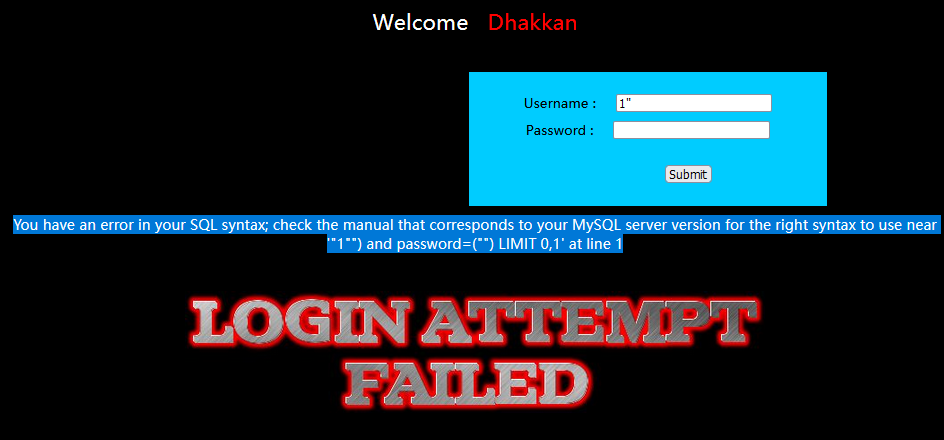 Welcome Dhakkan
Username : 1"
Password :
Submit
You have an error in your SQL syntax; check the manual that corresponds to your MySQL server version for the right syntax to use near
'"1"") and password=("") LIMIT 0,1' at line 1
LOGIN ATTEMPT
FAILED